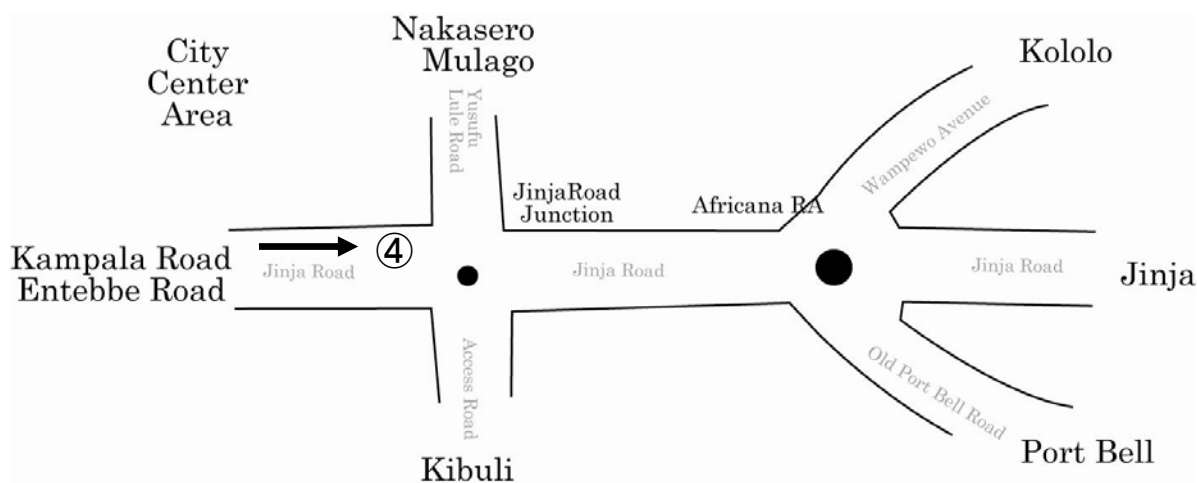 City
Center
Area
Nakasero
Mulago
Yusufu
Lule Road
Kololo
Wampewo Avenue
JinjaRoad
Junction
Africana RA
④
Kampala Road
Entebbe Road
Jinja Road
Jinja Road
Jinja Road
Jinja
Access Road
Kibuli
Old Port Bell Road
Port Bell